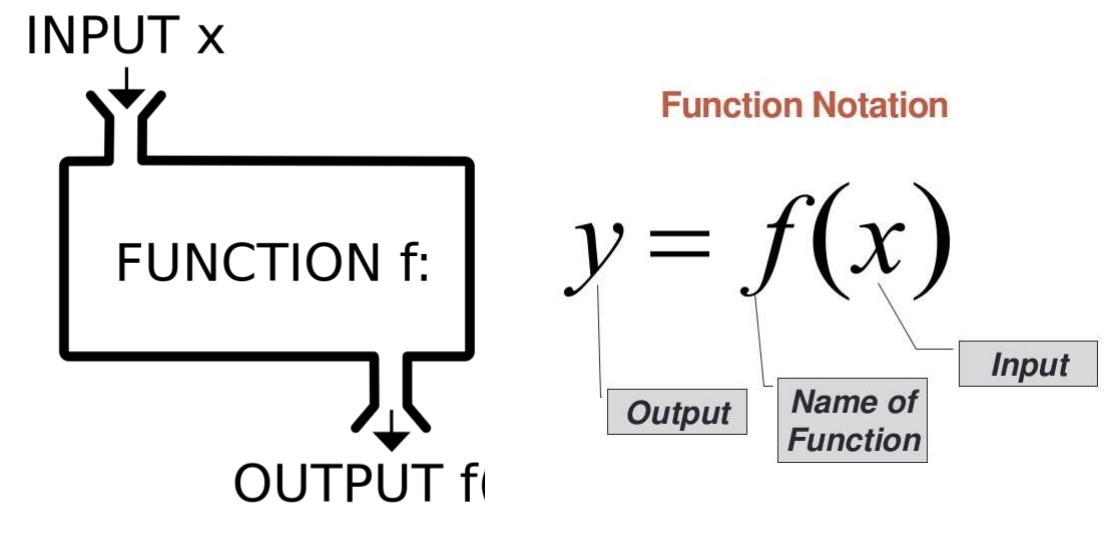 INPUT x
FUNCTION f:
OUTPUT f(
Function Notation
y = f(x)
Input
Output
Name of
Function